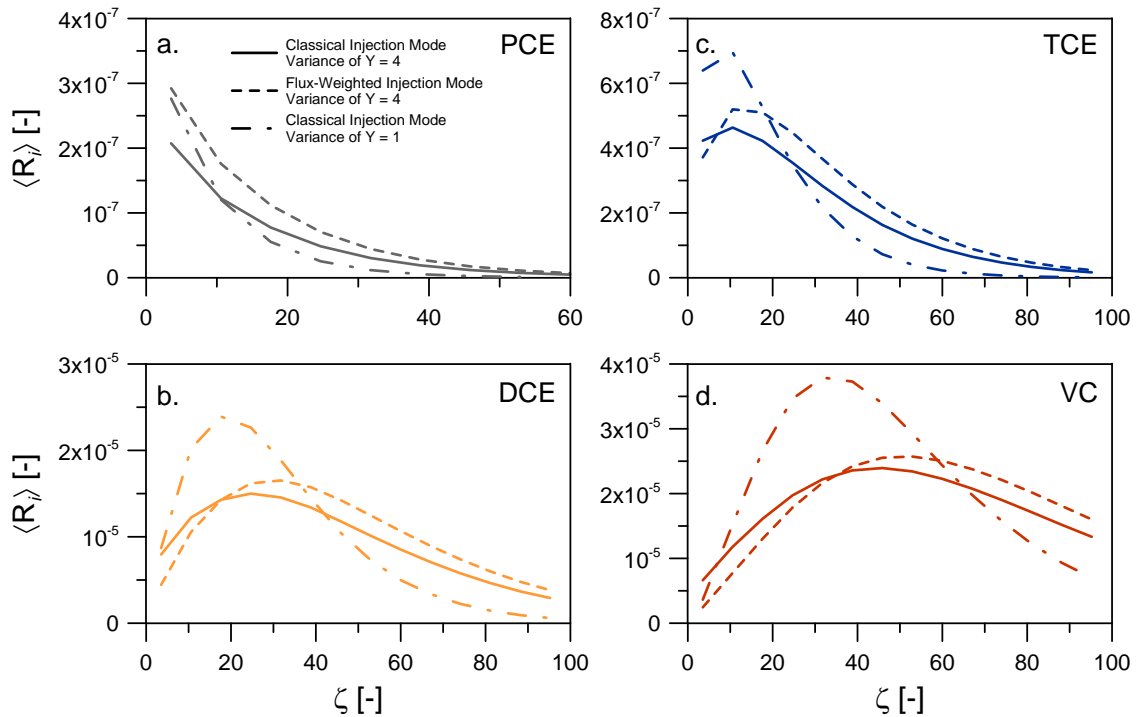 a.
PCE
Classical Injection Mode
Variance of Y = 4
Flux-Weighted Injection Mode
Variance of Y = 4
Classical Injection Mode
Variance of Y = 1
4x10⁻⁷
3x10⁻⁷
2x10⁻⁷
1x10⁻⁷
0
⟨Rᵢ⟩ [-]
0 20 40 60
c.
TCE
8x10⁻⁷
6x10⁻⁷
4x10⁻⁷
2x10⁻⁷
0
0 20 40 60 80 100
b.
DCE
3x10⁻⁵
2x10⁻⁵
1x10⁻⁵
0
⟨Rᵢ⟩ [-]
0 20 40 60 80 100
ζ [-]
d.
VC
4x10⁻⁵
3x10⁻⁵
2x10⁻⁵
1x10⁻⁵
0
0 20 40 60 80 100
ζ [-]